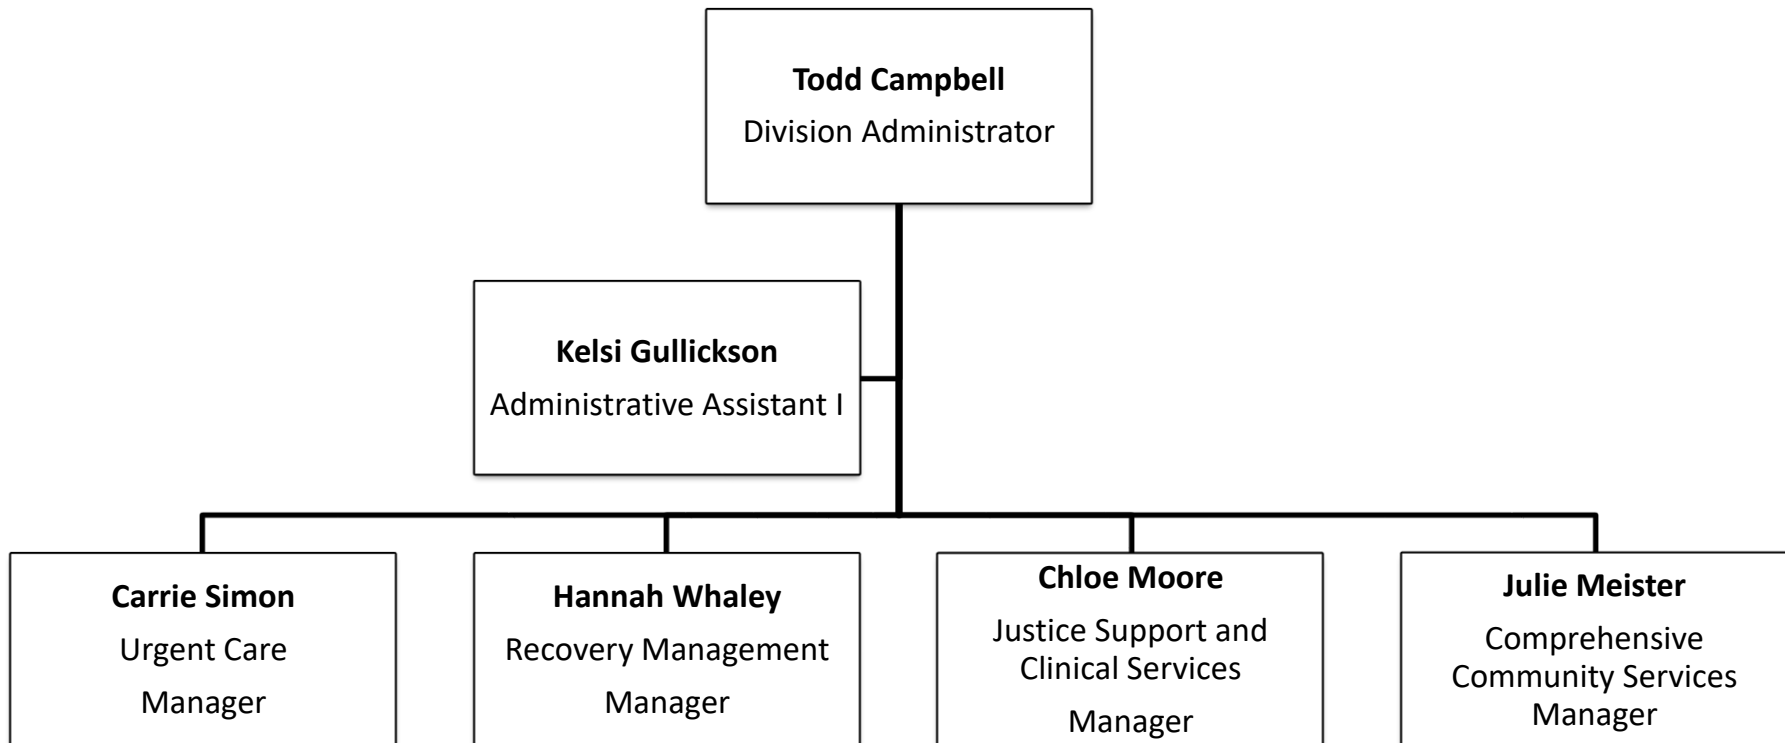 Todd Campbell
Division Administrator
Kelsi Gullickson
Administrative Assistant I
Carrie Simon
Urgent Care
Manager
Hannah Whaley
Recovery Management
Manager
Chloe Moore
Justice Support and
Clinical Services
Manager
Julie Meister
Comprehensive
Community Services
Manager